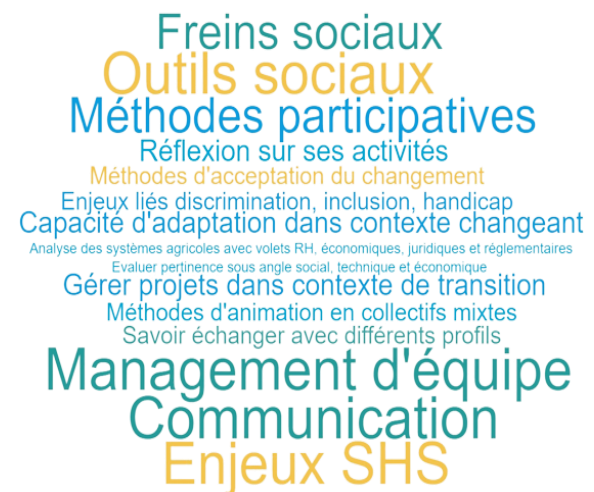 Freins sociaux
Outils sociaux
Méthodes participatives
Réflexion sur ses activités
Méthodes d'acceptation du changement
Enjeux liés discrimination, inclusion, handicap
Capacité d'adaptation dans contexte changeant
Analyse des systèmes agricoles avec volets RH, économiques, juridiques et réglementaires
Evaluer pertinence sous angle social, technique et économique
Gérer projets dans contexte de transition
Méthodes d'animation en collectifs mixtes
Savoir échanger avec différents profils
Management d'équipe
Communication
Enjeux SHS